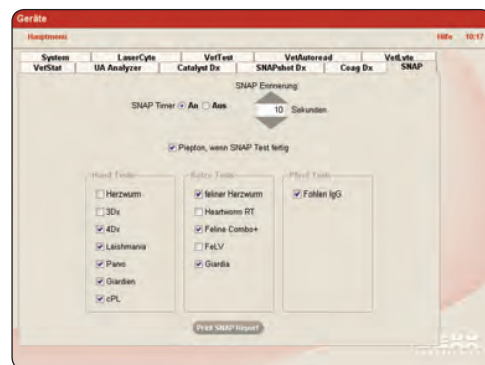 Geräte
Hauptmenü Hilfe 10:17
System LaserCyte VetTest VetAutoread VetLyte
VetStat UA Analyzer Catalyst Dx SNAPshot Dx Coag Dx SNAP
SNAP Erinnerung:
SNAP Timer An Aus 10 Sekunden
Piepton, wenn SNAP Test fertig
Hund Tests Katze Tests Pferd Tests
Herzwurm feliner Herzwurm Fohlen IgG
3Dx Heartworm RT
4Dx Feline Combo+
Leishmania FeLV
Parvo Giardia
Giardien
cPL
Print SNAP Report